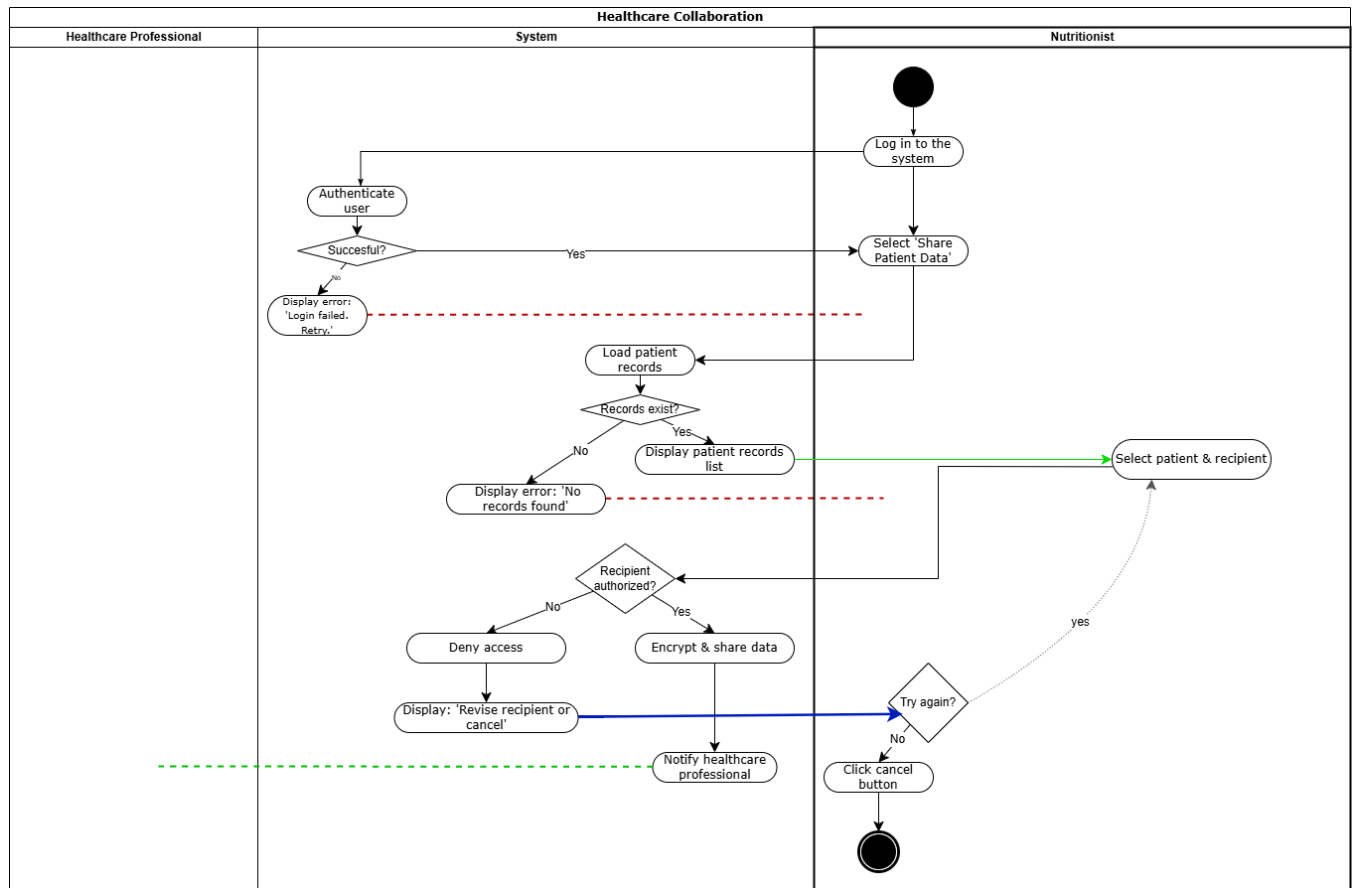 Healthcare Collaboration
Healthcare Professional
System
Nutritionist
Log in to the
system
Authenticate
user
Succesful?
Yes
Select 'Share
Patient Data'
No
Display error:
'Login failed.
Retry.'
Load patient
records
Records exist?
Yes
No
Display patient records
list
Select patient & recipient
Display error: 'No
records found'
Recipient
authorized?
No
Yes
yes
Deny access
Encrypt & share data
Try again?
Display: 'Revise recipient or
cancel'
No
Notify healthcare
professional
Click cancel
button